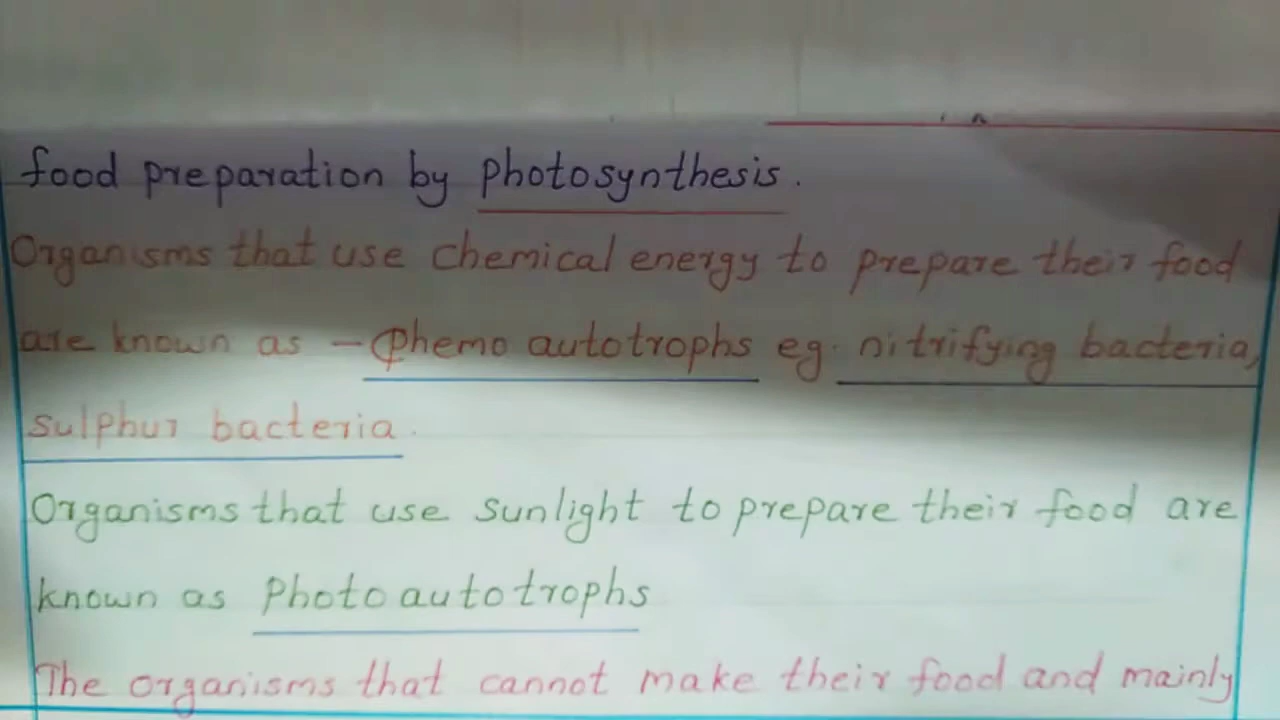 food preparation by photosynthesis.
Organisms that use chemical energy to prepare their food
are known as - Chemo autotrophs eg. nitrifying bacteria,
sulphur bacteria.
Organisms that use sunlight to prepare their food are
known as Photo autotrophs
The organisms that cannot make their food and mainly